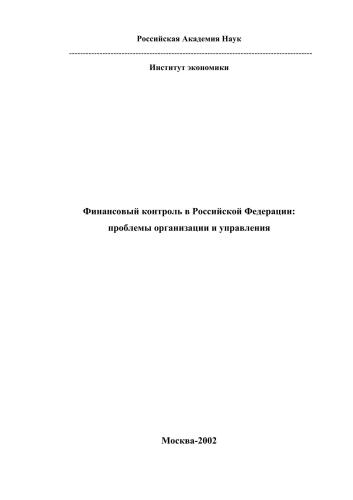 Российская Академия Наук
--------------------------------------------------------------------------------------------
Институт экономики
Финансовый контроль в Российской Федерации:
проблемы организации и управления
Москва-2002